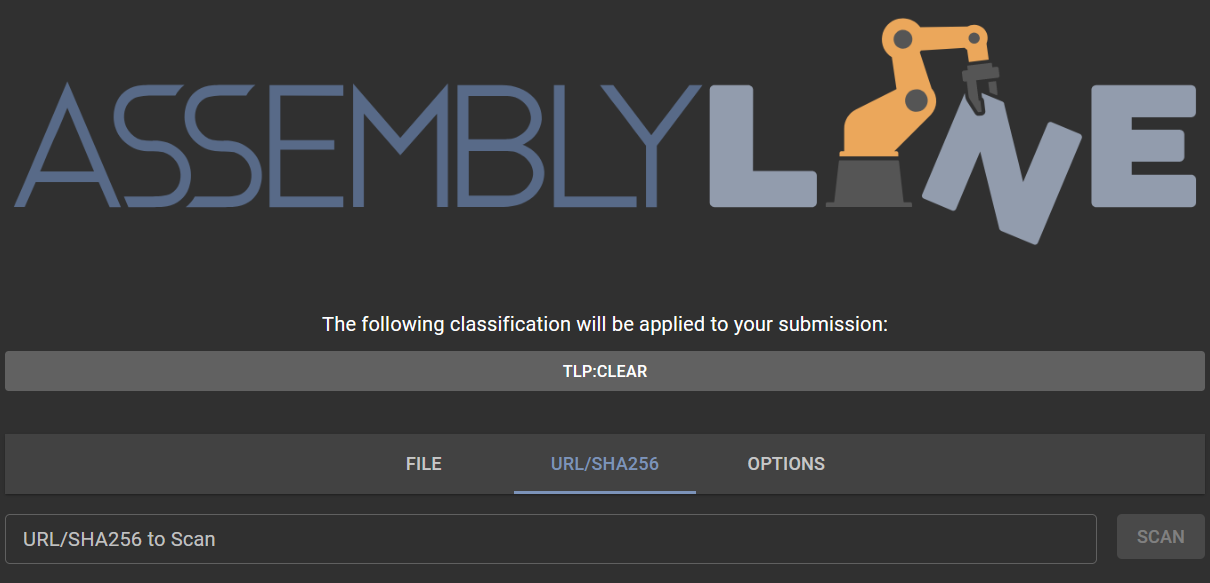 ASSEMBLYLINE
The following classification will be applied to your submission:
TLP:CLEAR
FILE URL/SHA256 OPTIONS
URL/SHA256 to Scan SCAN